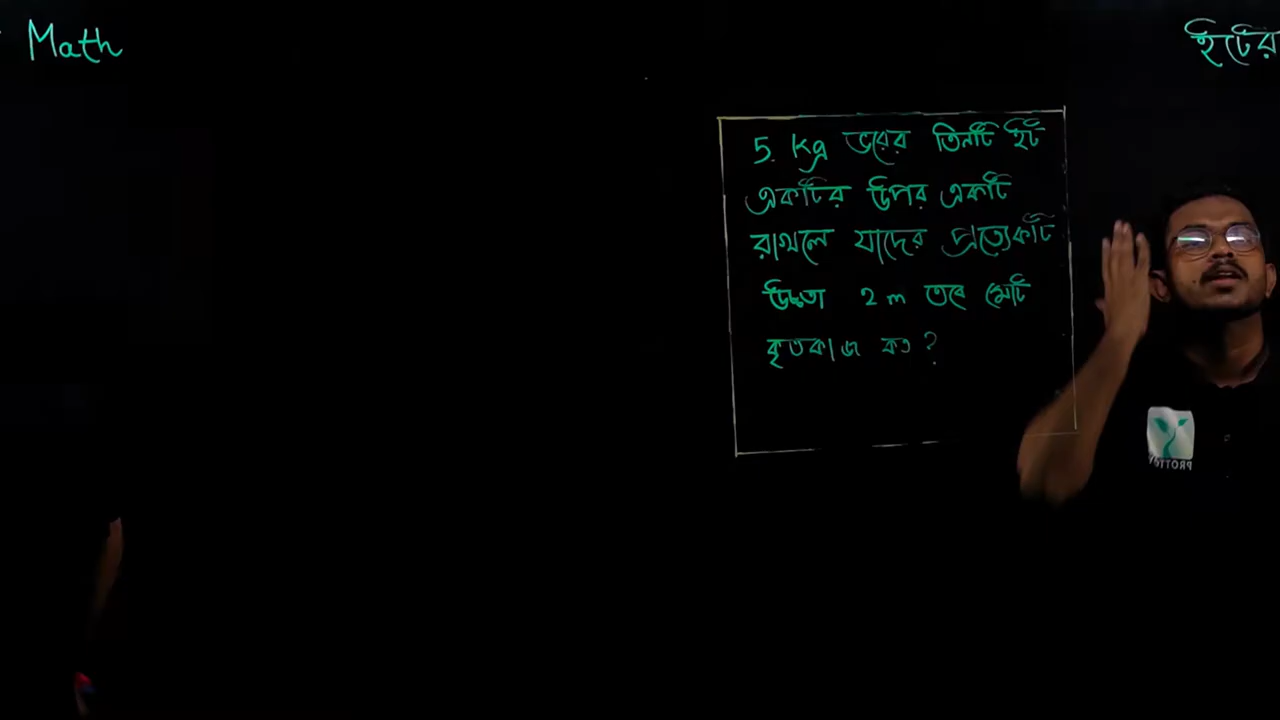 Math
ইটের
5. Kg ভরের তিনটি ইট
একটির উপর একটি
রাখলে যাদের প্রত্যেকটি
উচ্চতা 2 m তবে মোট
কৃতকাজ কত ?
PROTTOY